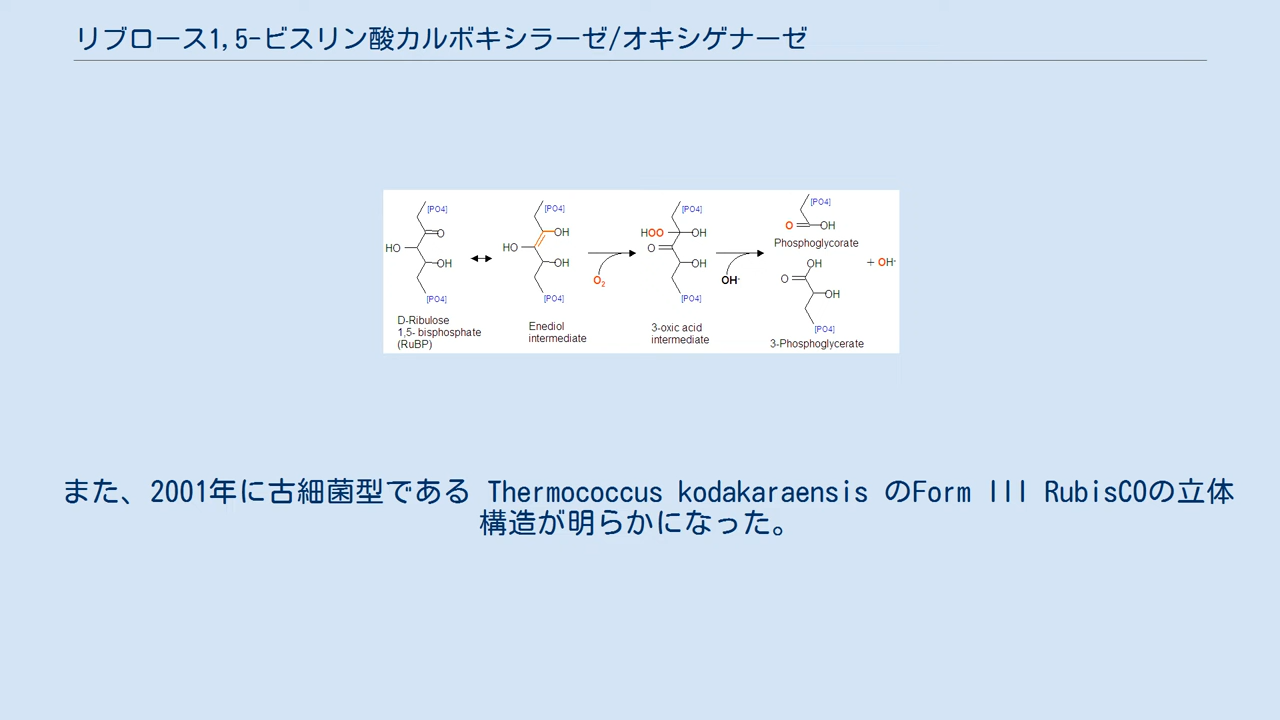 リブロース1,5-ビスリン酸カルボキシラーゼ/オキシゲナーゼ
[PO4]
O
HO
OH
[PO4]
D-Ribulose
1,5- bisphosphate
(RuBP)
[PO4]
OH
HO
OH
[PO4]
Enediol
intermediate
O2
[PO4]
HOO OH
O
OH
[PO4]
3-oxic acid
intermediate
OH-
[PO4]
O OH
Phosphoglycorate
OH
O
OH
[PO4]
3-Phosphoglycerate
+ OH-
また、2001年に古細菌型である Thermococcus kodakaraensis のForm III RubisCOの立体
構造が明らかになった。